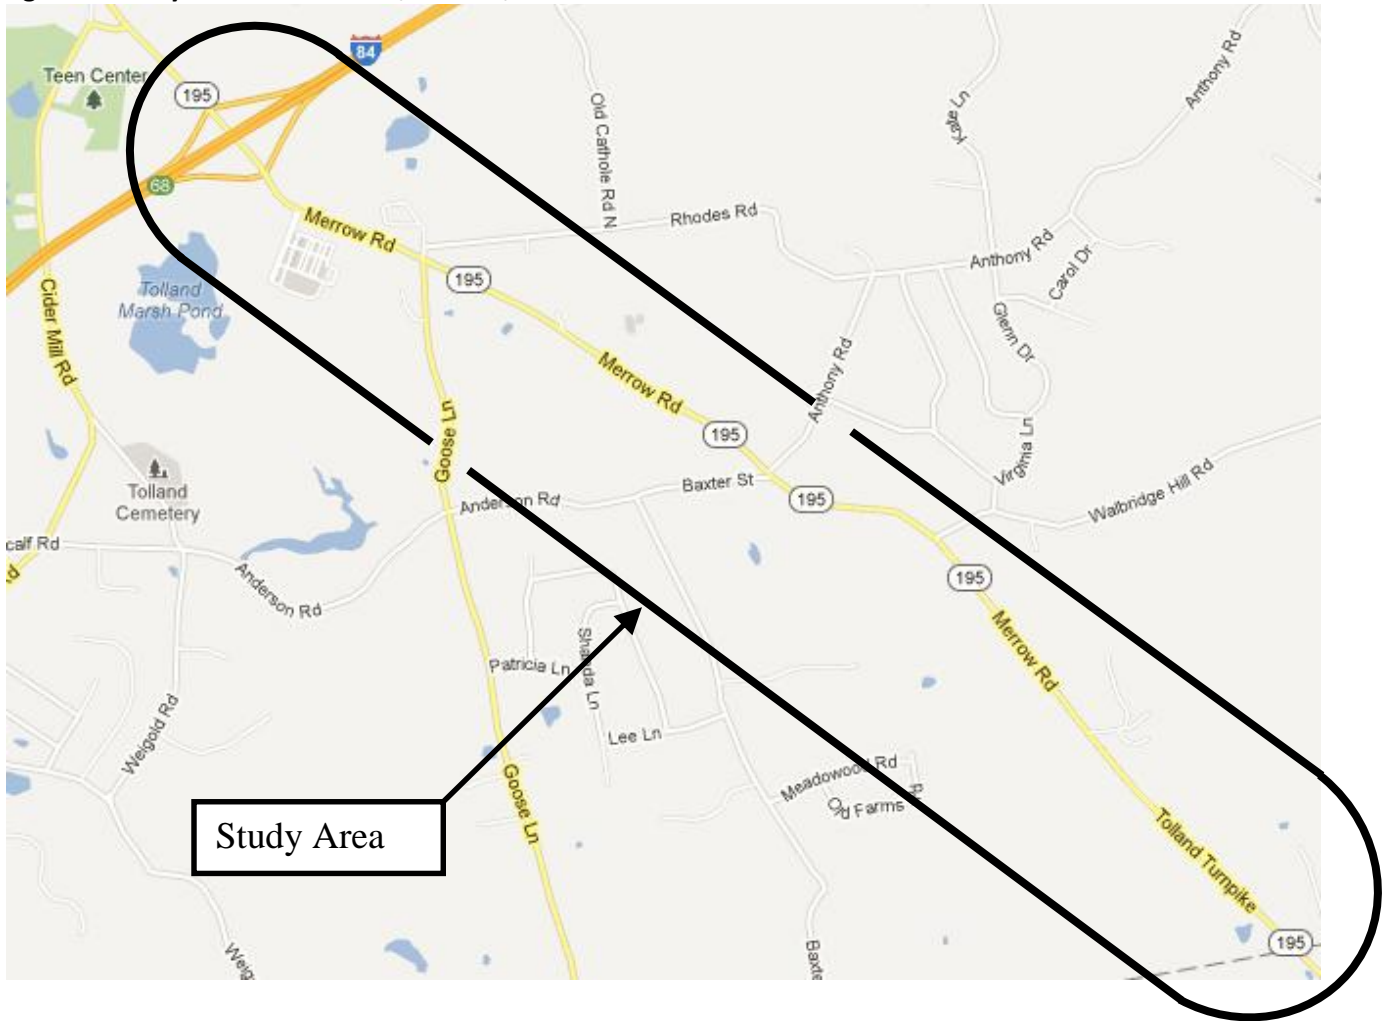 84
Teen Center
195
68
Old Cathole Rd N
Kate Ln
Anthony Rd
Rhodes Rd
Merrow Rd
Anthony Rd
Carol Dr
195
Tolland
Marsh Pond
Cider Mill Rd
Glenn Dr
Anthony Rd
Merrow Rd
Goose Ln
195
Virginia Ln
Walbridge Hill Rd
Baxter St
Anderson Rd
195
Tolland
Cemetery
calf Rd
Anderson Rd
195
Merrow Rd
Patricia Ln
Lee Ln
Weigold Rd
Meadowood Rd
Old Farms
Goose Ln
Study Area
Tolland Turnpike
195
Weig
Baxte